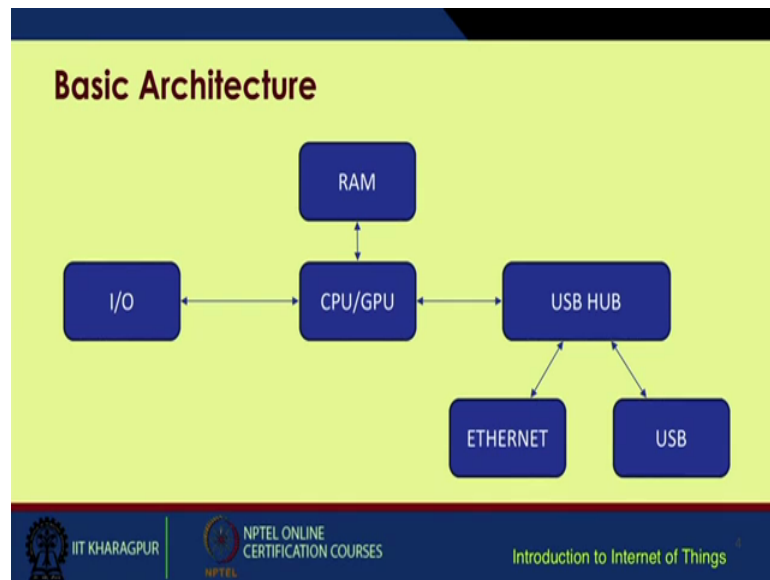 Basic Architecture
RAM
I/O
CPU/GPU
USB HUB
ETHERNET
USB
IIT KHARAGPUR
NPTEL ONLINE
CERTIFICATION COURSES
NPTEL
Introduction to Internet of Things
4